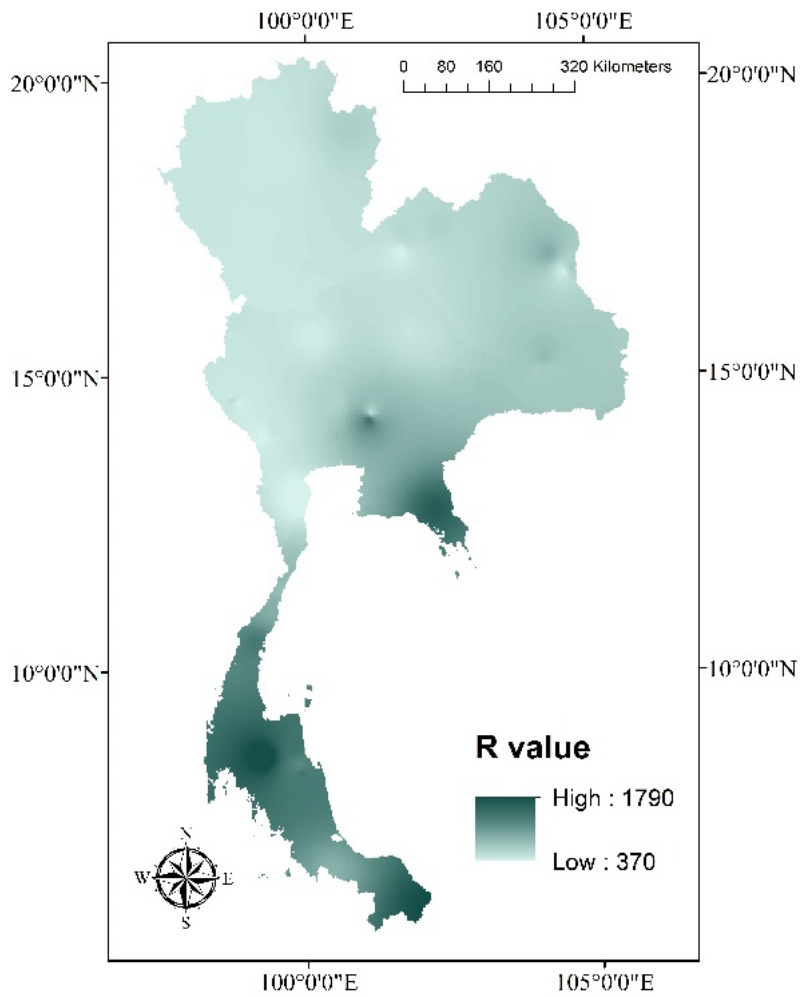 100°0'0"E 105°0'0"E
0 80 160 320 Kilometers
20°0'0"N 20°0'0"N
15°0'0"N 15°0'0"N
10°0'0"N 10°0'0"N
R value
High : 1790
Low : 370
N
W E
S
100°0'0"E 105°0'0"E